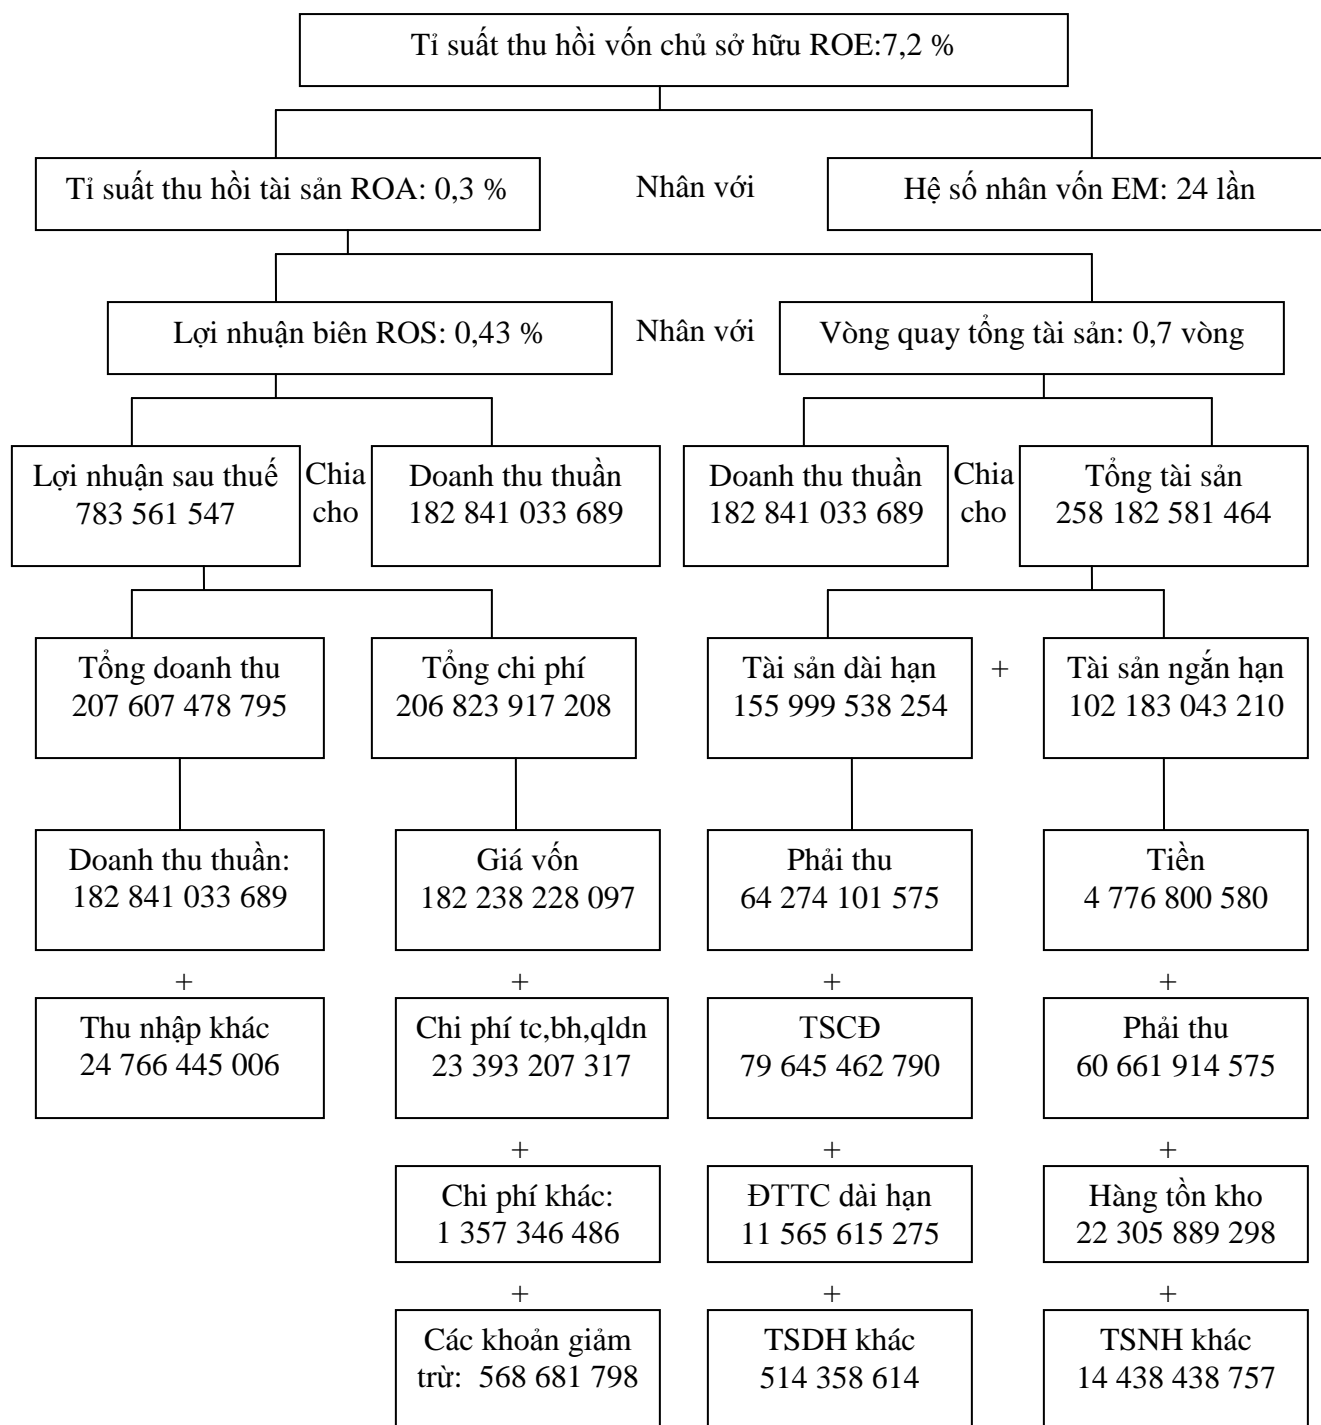 Tỉ suất thu hồi vốn chủ sở hữu ROE:7,2 %
Tỉ suất thu hồi tài sản ROA: 0,3 %
Nhân với
Hệ số nhân vốn EM: 24 lần
Lợi nhuận biên ROS: 0,43 %
Nhân với
Vòng quay tổng tài sản: 0,7 vòng
Lợi nhuận sau thuế
783 561 547
Chia
cho
Doanh thu thuần
182 841 033 689
Doanh thu thuần
182 841 033 689
Chia
cho
Tổng tài sản
258 182 581 464
Tổng doanh thu
207 607 478 795
Tổng chi phí
206 823 917 208
Tài sản dài hạn
155 999 538 254
+
Tài sản ngắn hạn
102 183 043 210
Doanh thu thuần:
182 841 033 689
Giá vốn
182 238 228 097
Phải thu
64 274 101 575
Tiền
4 776 800 580
+
+
+
+
Thu nhập khác
24 766 445 006
Chi phí tc,bh,qldn
23 393 207 317
TSCĐ
79 645 462 790
Phải thu
60 661 914 575
+
+
+
Chi phí khác:
1 357 346 486
ĐTTC dài hạn
11 565 615 275
Hàng tồn kho
22 305 889 298
+
+
+
Các khoản giảm
trừ: 568 681 798
TSDH khác
514 358 614
TSNH khác
14 438 438 757